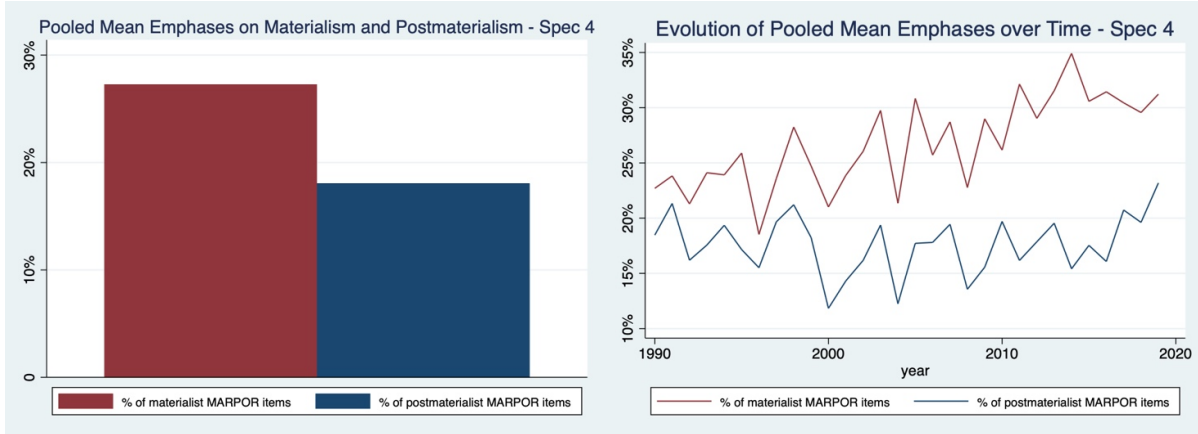 Pooled Mean Emphases on Materialism and Postmaterialism - Spec 4
30%
20%
10%
0
% of materialist MARPOR items
% of postmaterialist MARPOR items
Evolution of Pooled Mean Emphases over Time - Spec 4
35%
30%
25%
20%
15%
10%
1990
2000
2010
2020
year
% of materialist MARPOR items
% of postmaterialist MARPOR items